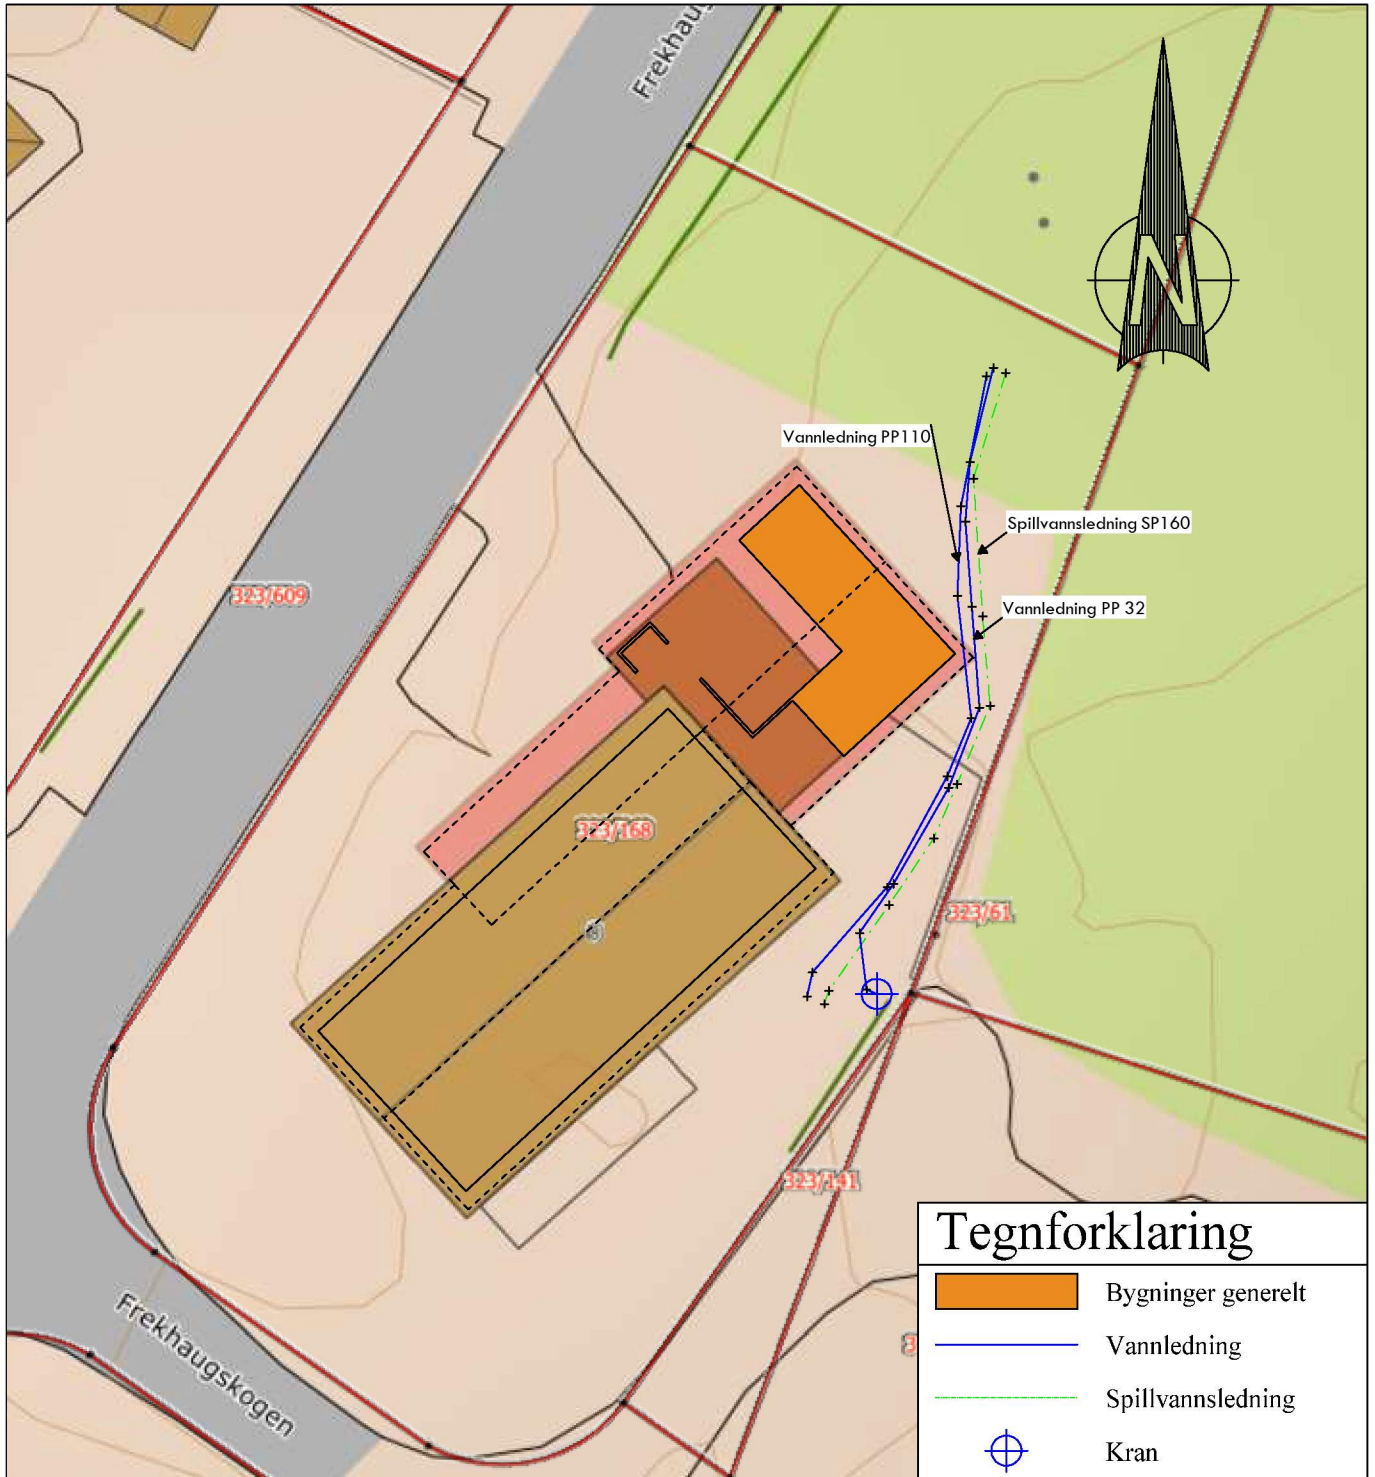 Frekhaug
N
Vannledning PP110
Spillvannsledning SP160
323/609
Vannledning PP 32
323/168
323/61
323/141
Tegnforklaring
Bygninger generelt
Vannledning
Frekhaugskogen
Spillvannsledning
Kran